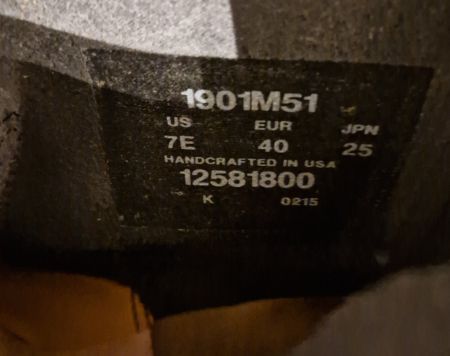 1901M51
US EUR JPN
7E 40 25
HANDCRAFTED IN USA
12581800
K 0215